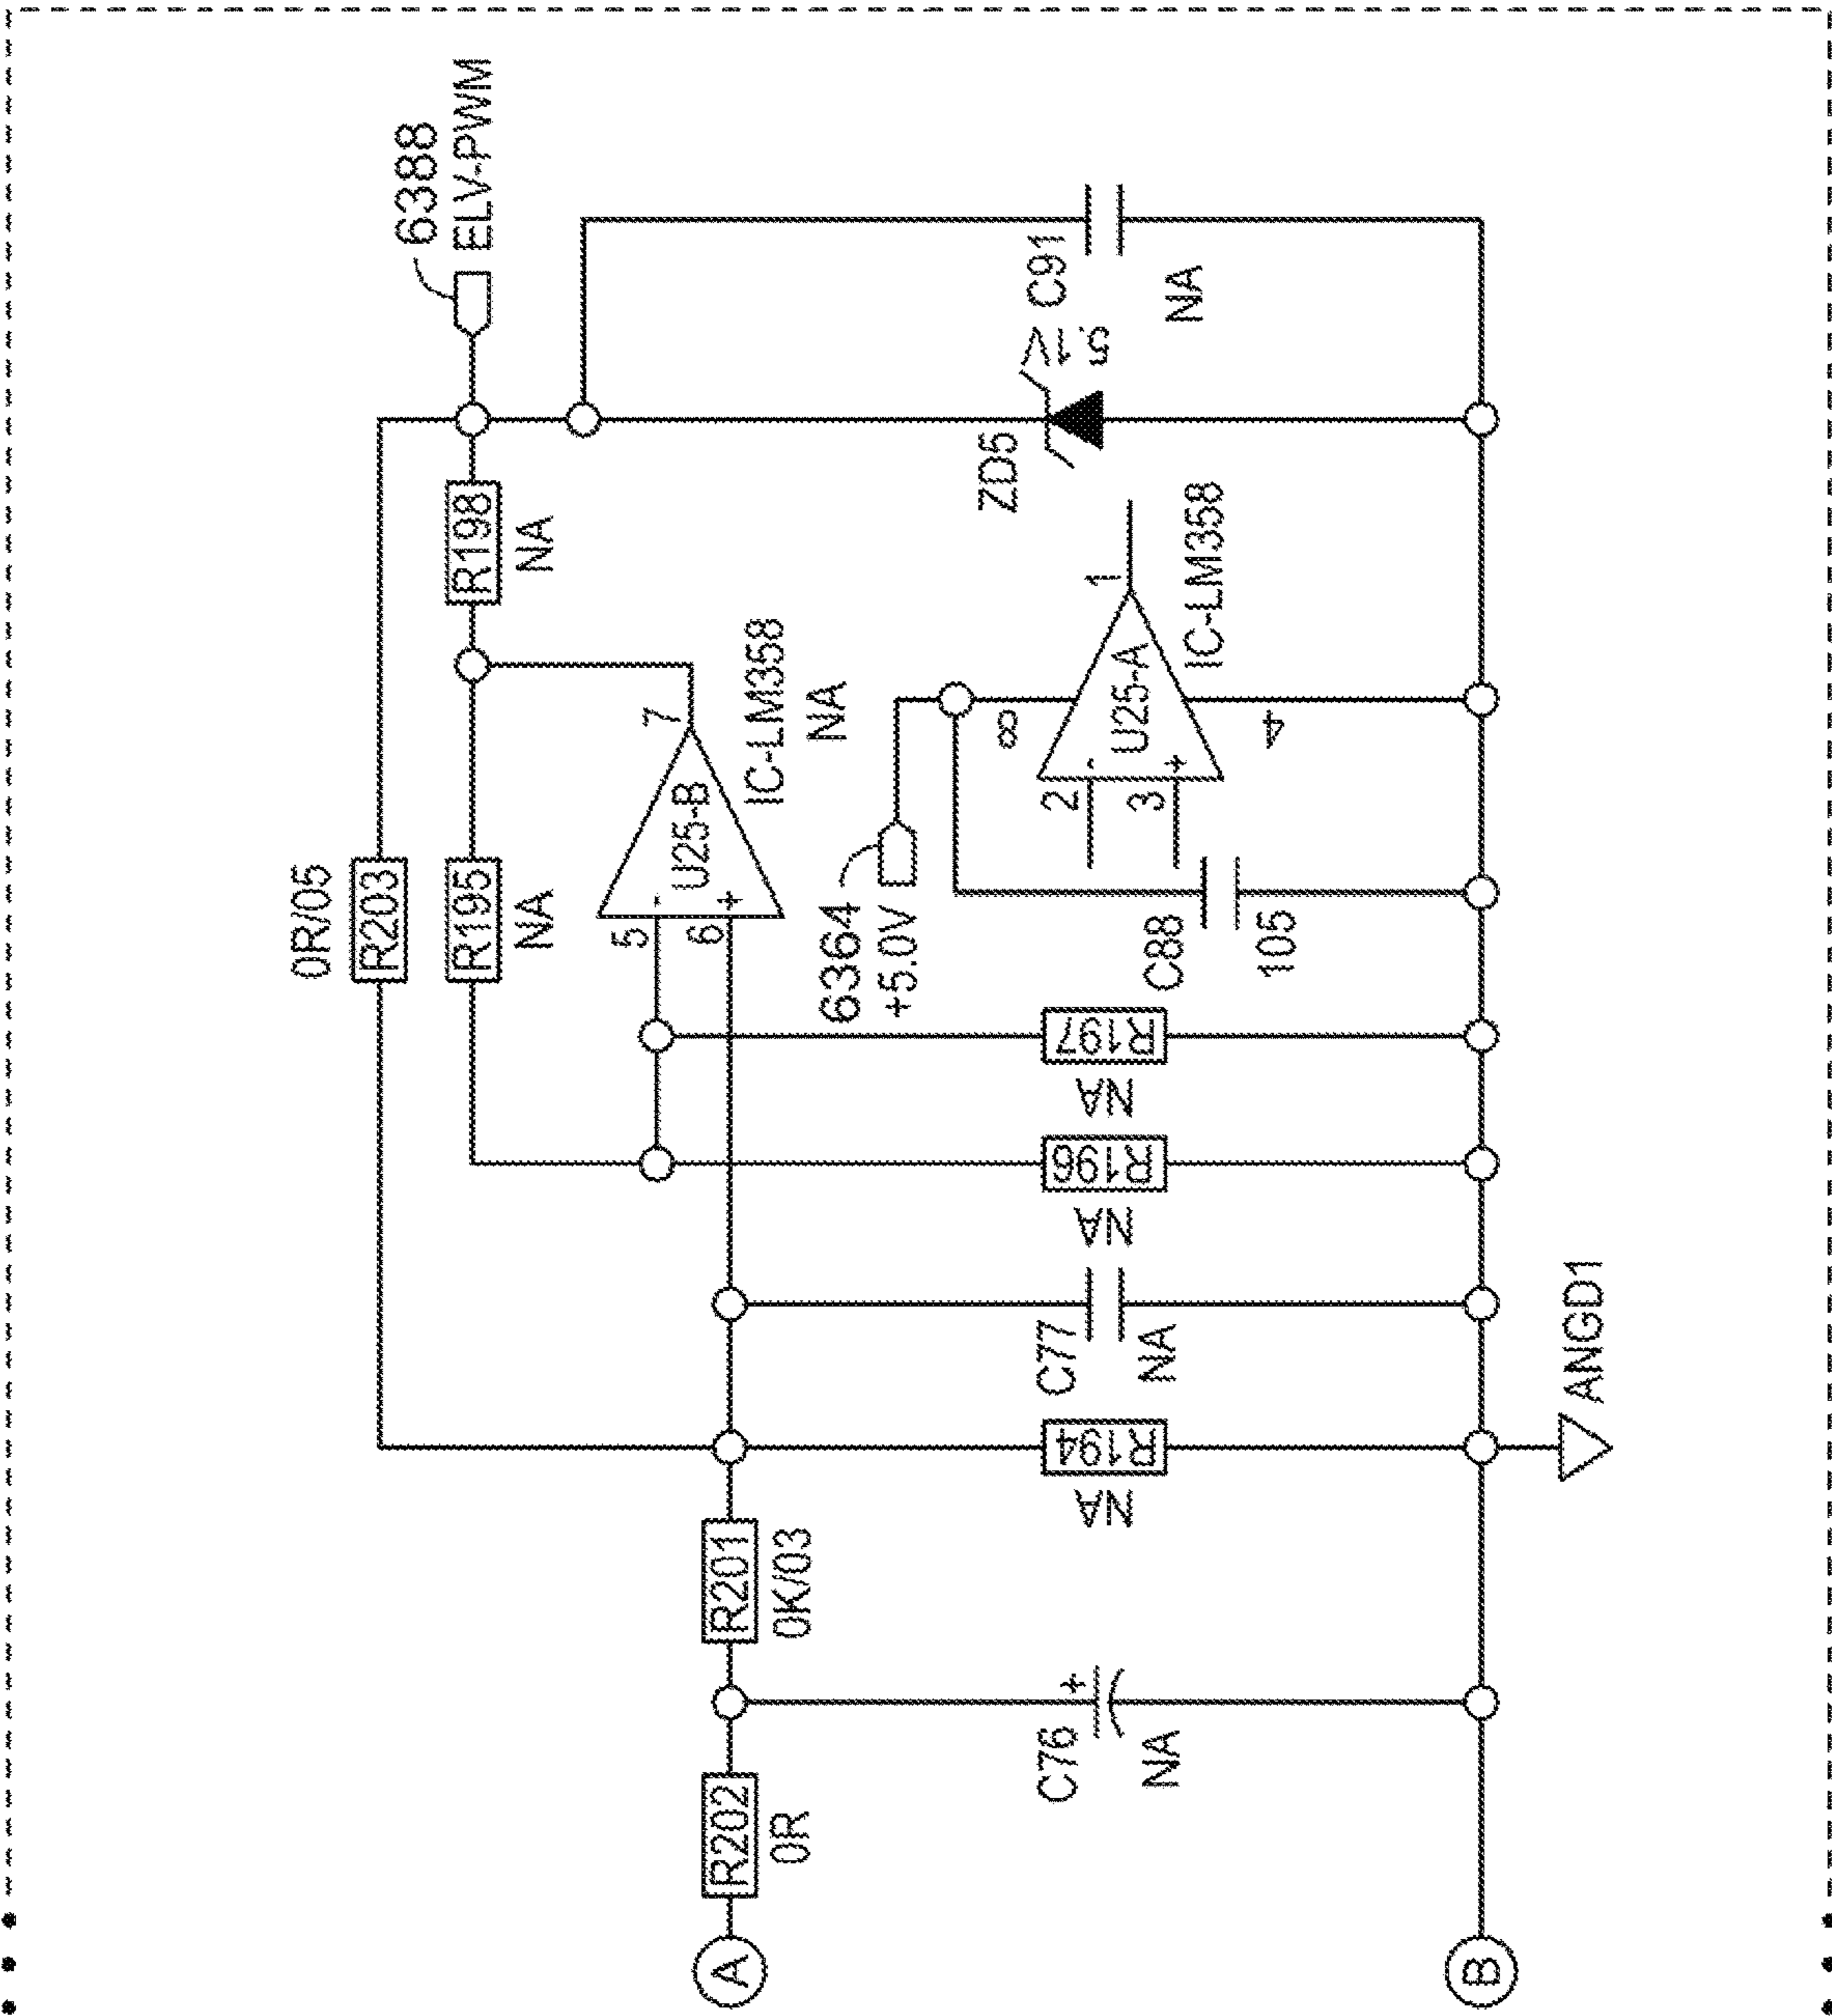 6388
ELV-PWM
0R/05
R203
R195
NA
R198
NA
5
6
-
+
U25-B
7
IC-LM358
NA
6364
+5.0V
8
2
3
-
+
U25-A
1
4
IC-LM358
ZD5
5.1V
C91
NA
C88
105
R197
NA
R196
NA
C77
NA
R194
NA
ANGD1
R201
0K/03
C76
+
NA
R202
0R
A
B